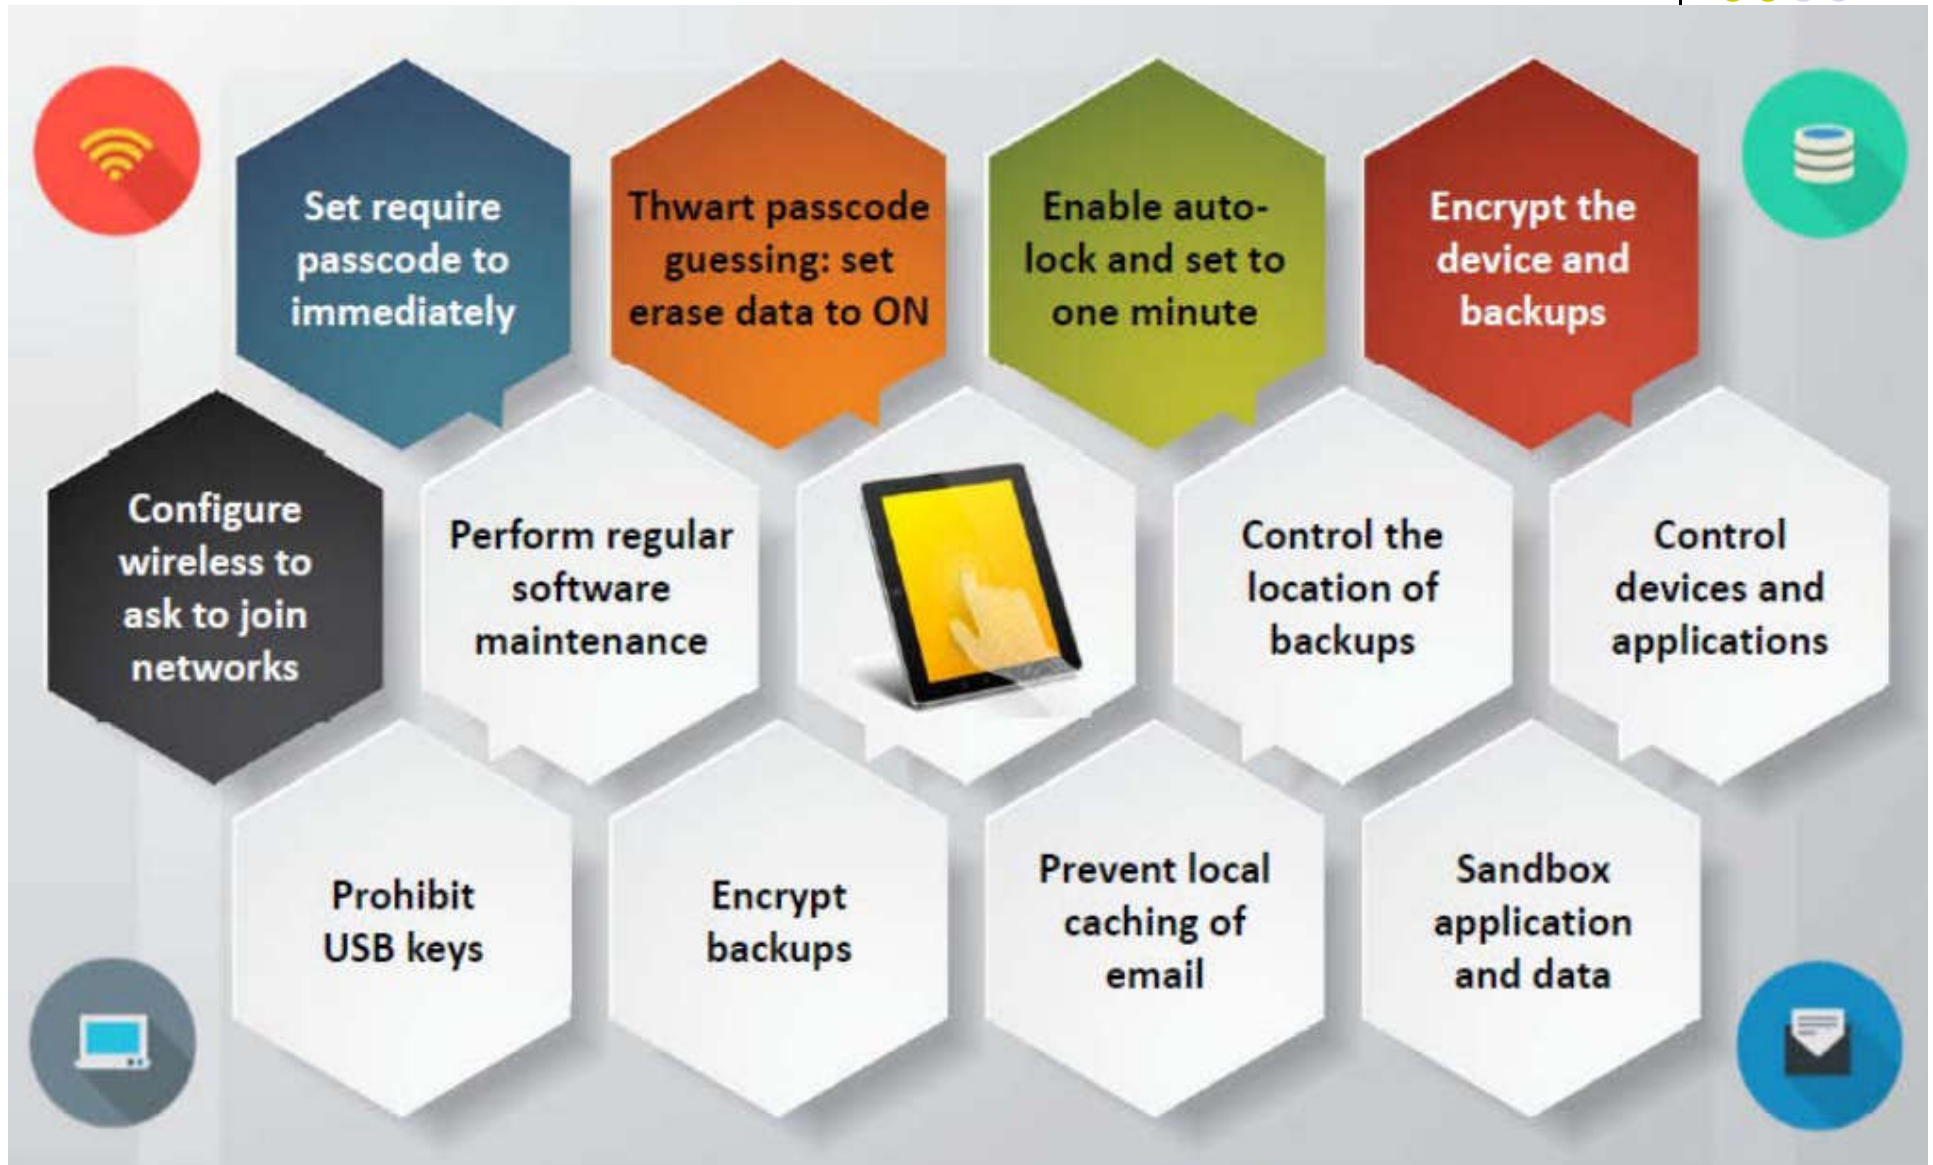 Set require
passcode to
immediately
Thwart passcode
guessing: set
erase data to ON
Enable auto-
lock and set to
one minute
Encrypt the
device and
backups
Configure
wireless to
ask to join
networks
Perform regular
software
maintenance
Control the
location of
backups
Control
devices and
applications
Prohibit
USB keys
Encrypt
backups
Prevent local
caching of
email
Sandbox
application
and data